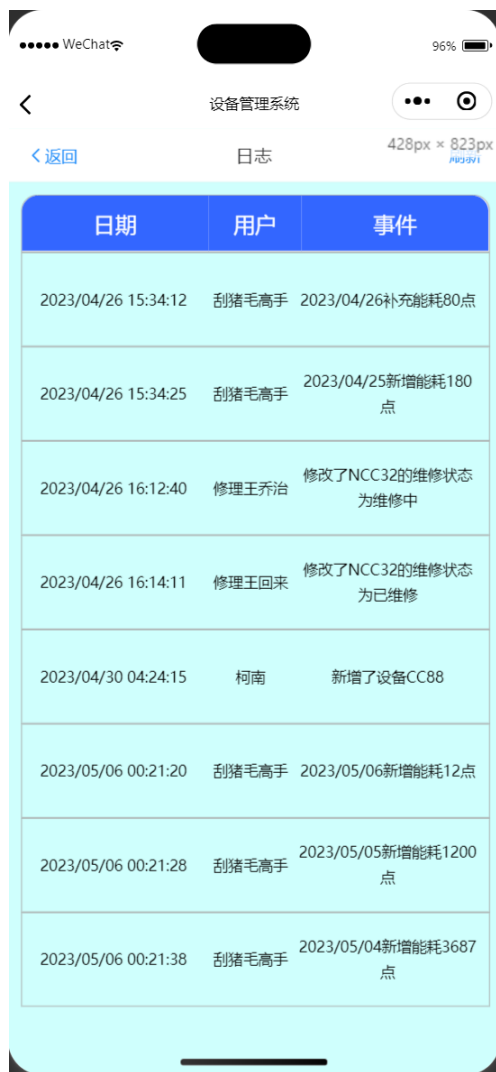 WeChat
96%
设备管理系统
428px × 823px
返回
日志
刷新
日期 用户 事件
2023/04/26 15:34:12 刮猪毛高手 2023/04/26补充能耗80点
2023/04/26 15:34:25 刮猪毛高手 2023/04/25新增能耗180
点
2023/04/26 16:12:40 修理王乔治 修改了NCC32的维修状态
为维修中
2023/04/26 16:14:11 修理王回来 修改了NCC32的维修状态
为已维修
2023/04/30 04:24:15 柯南 新增了设备CC88
2023/05/06 00:21:20 刮猪毛高手 2023/05/06新增能耗12点
2023/05/06 00:21:28 刮猪毛高手 2023/05/05新增能耗1200
点
2023/05/06 00:21:38 刮猪毛高手 2023/05/04新增能耗3687
点